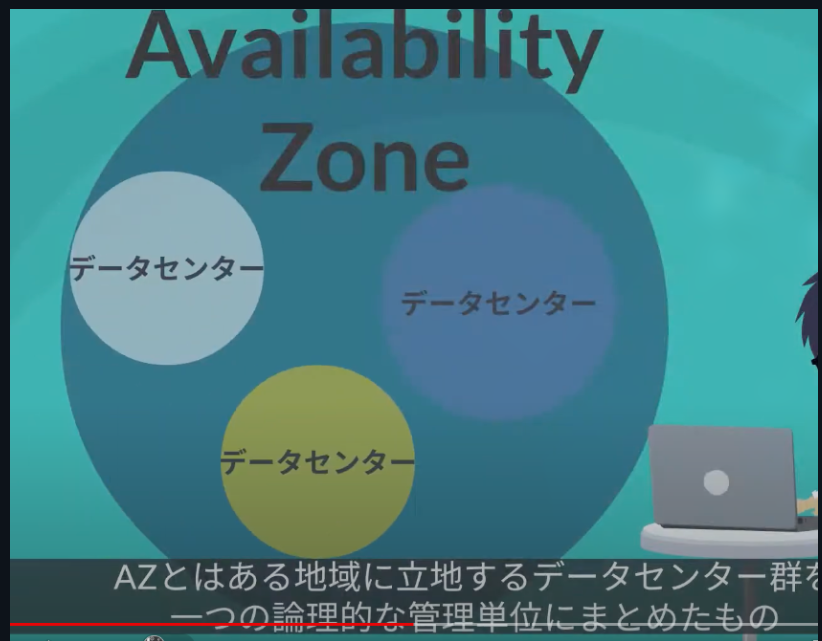 Availability
Zone
データセンター
データセンター
データセンター
AZとはある地域に立地するデータセンター群を
一つの論理的な管理単位にまとめたもの